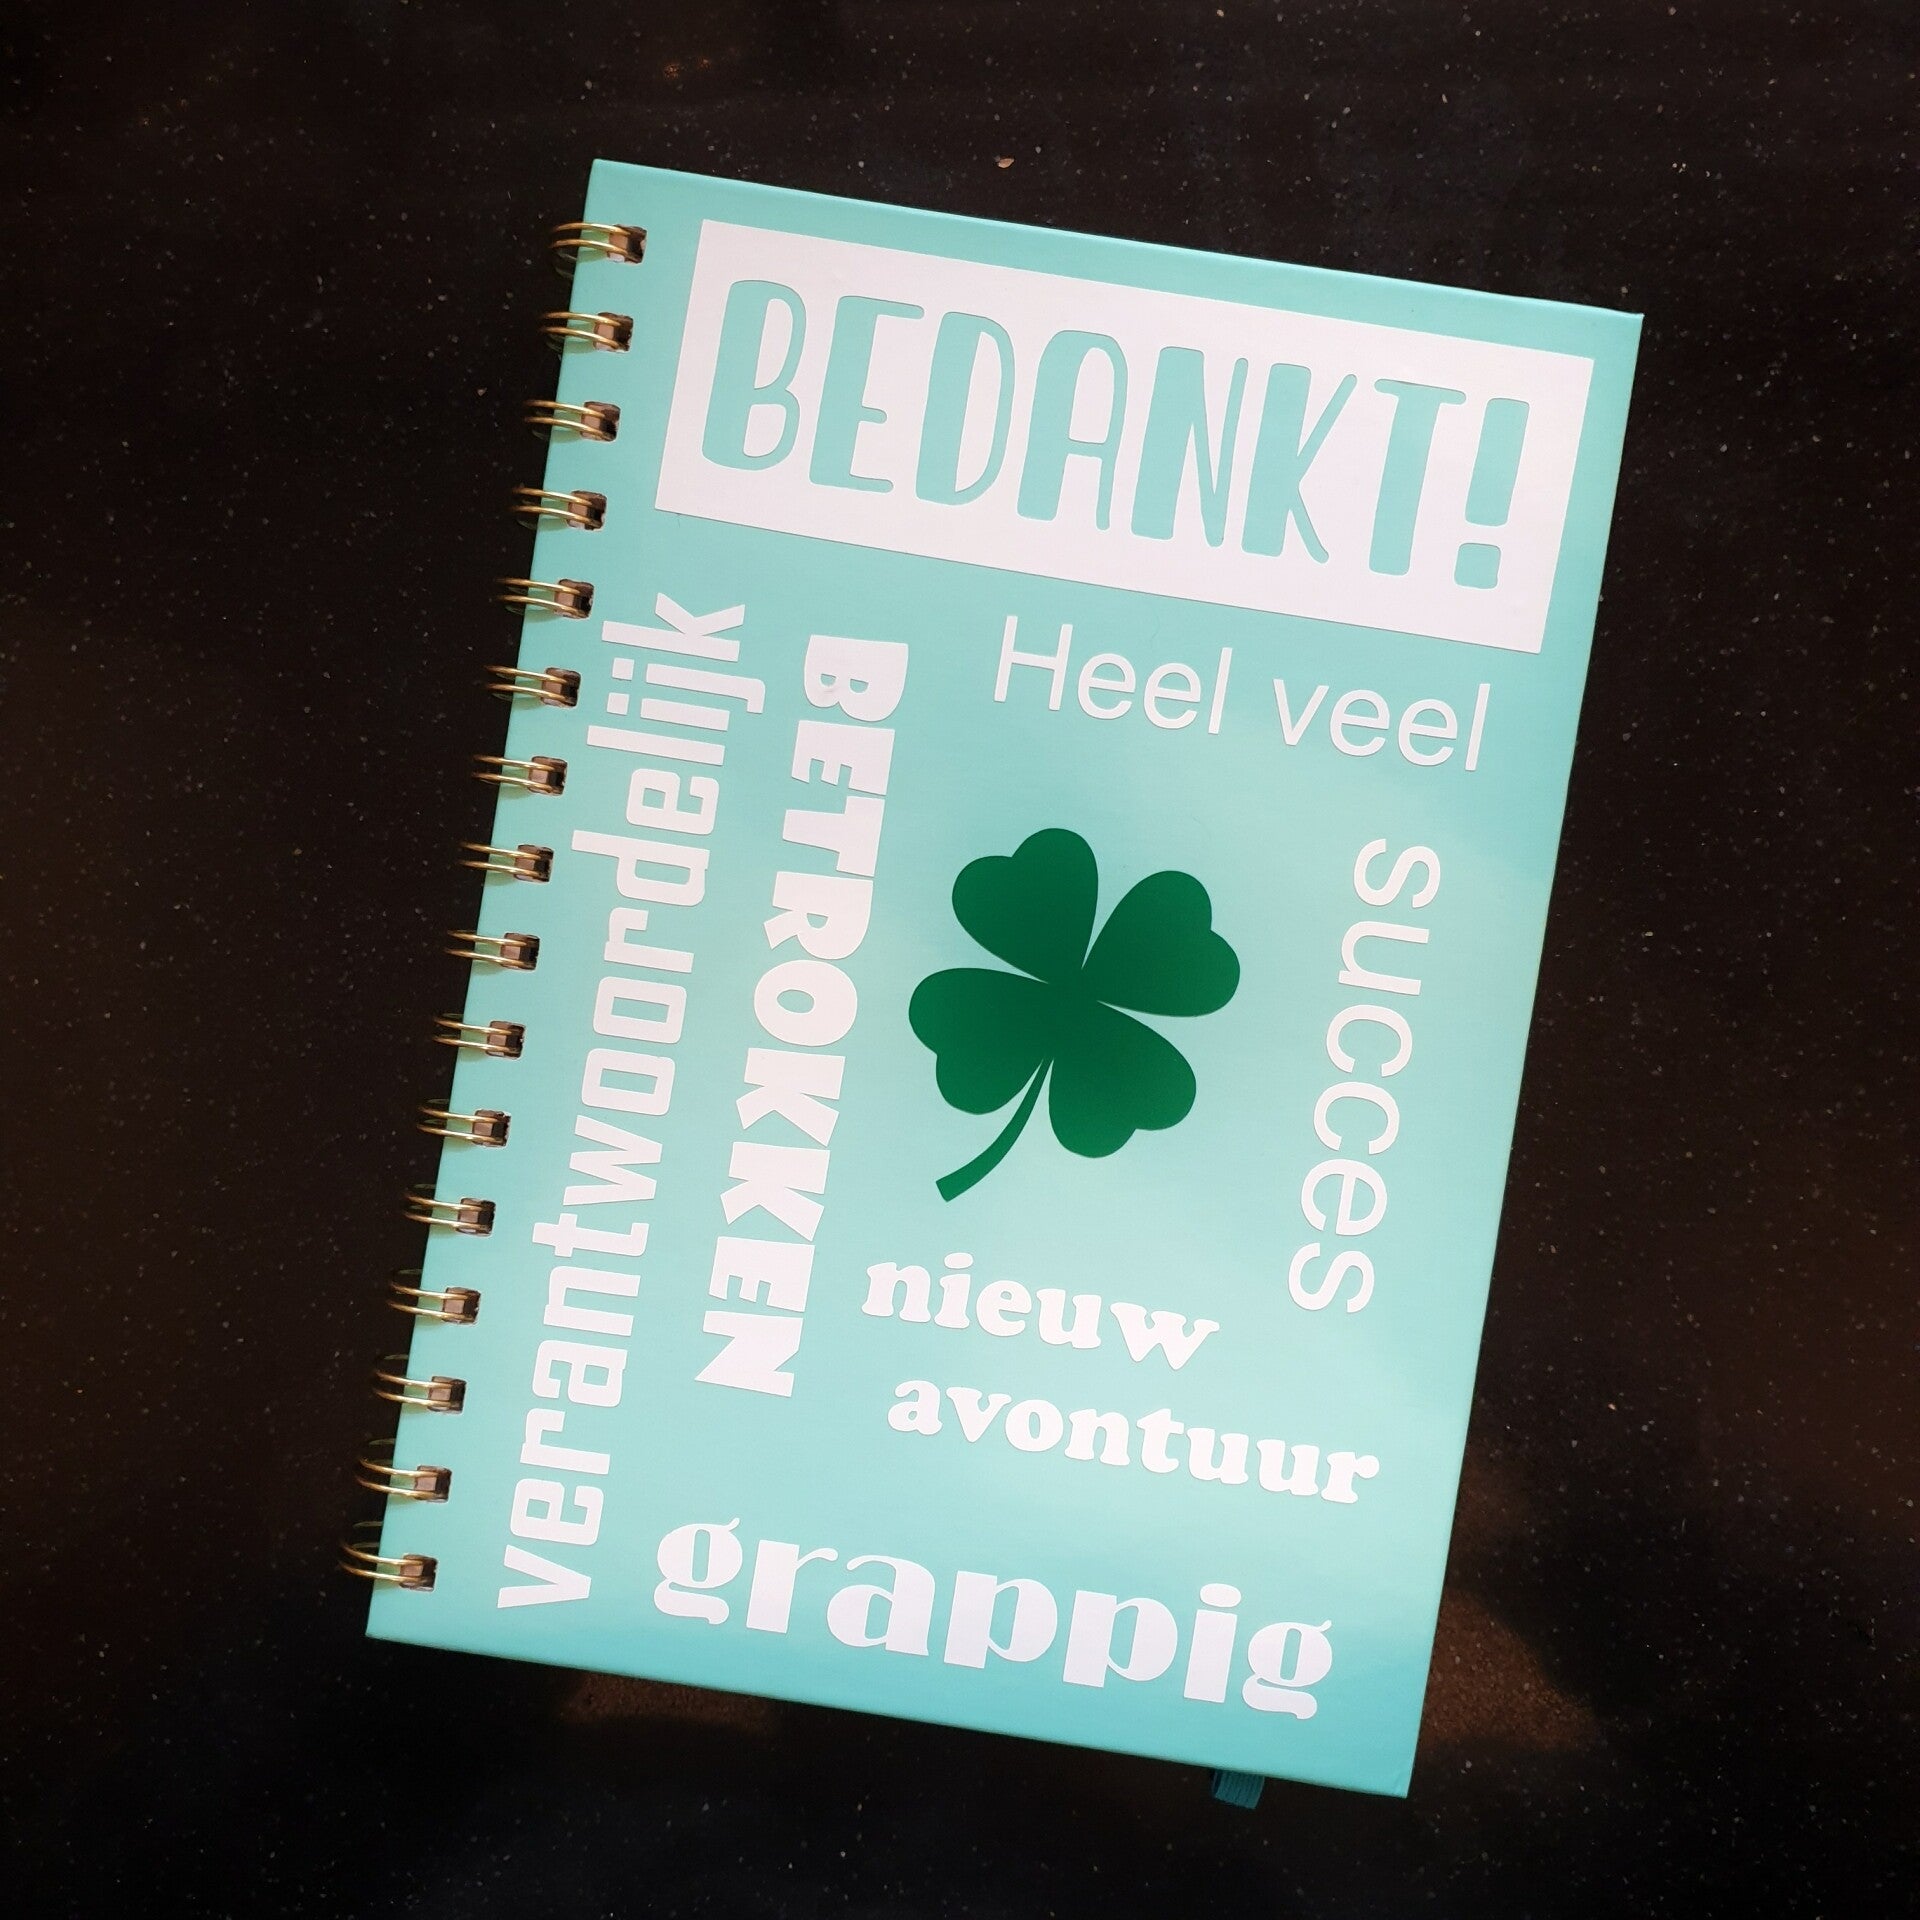 BEDANKT!
verantwoordelijk
BETROKKEN
Heel veel
succes
nieuw
avontuur
grappig